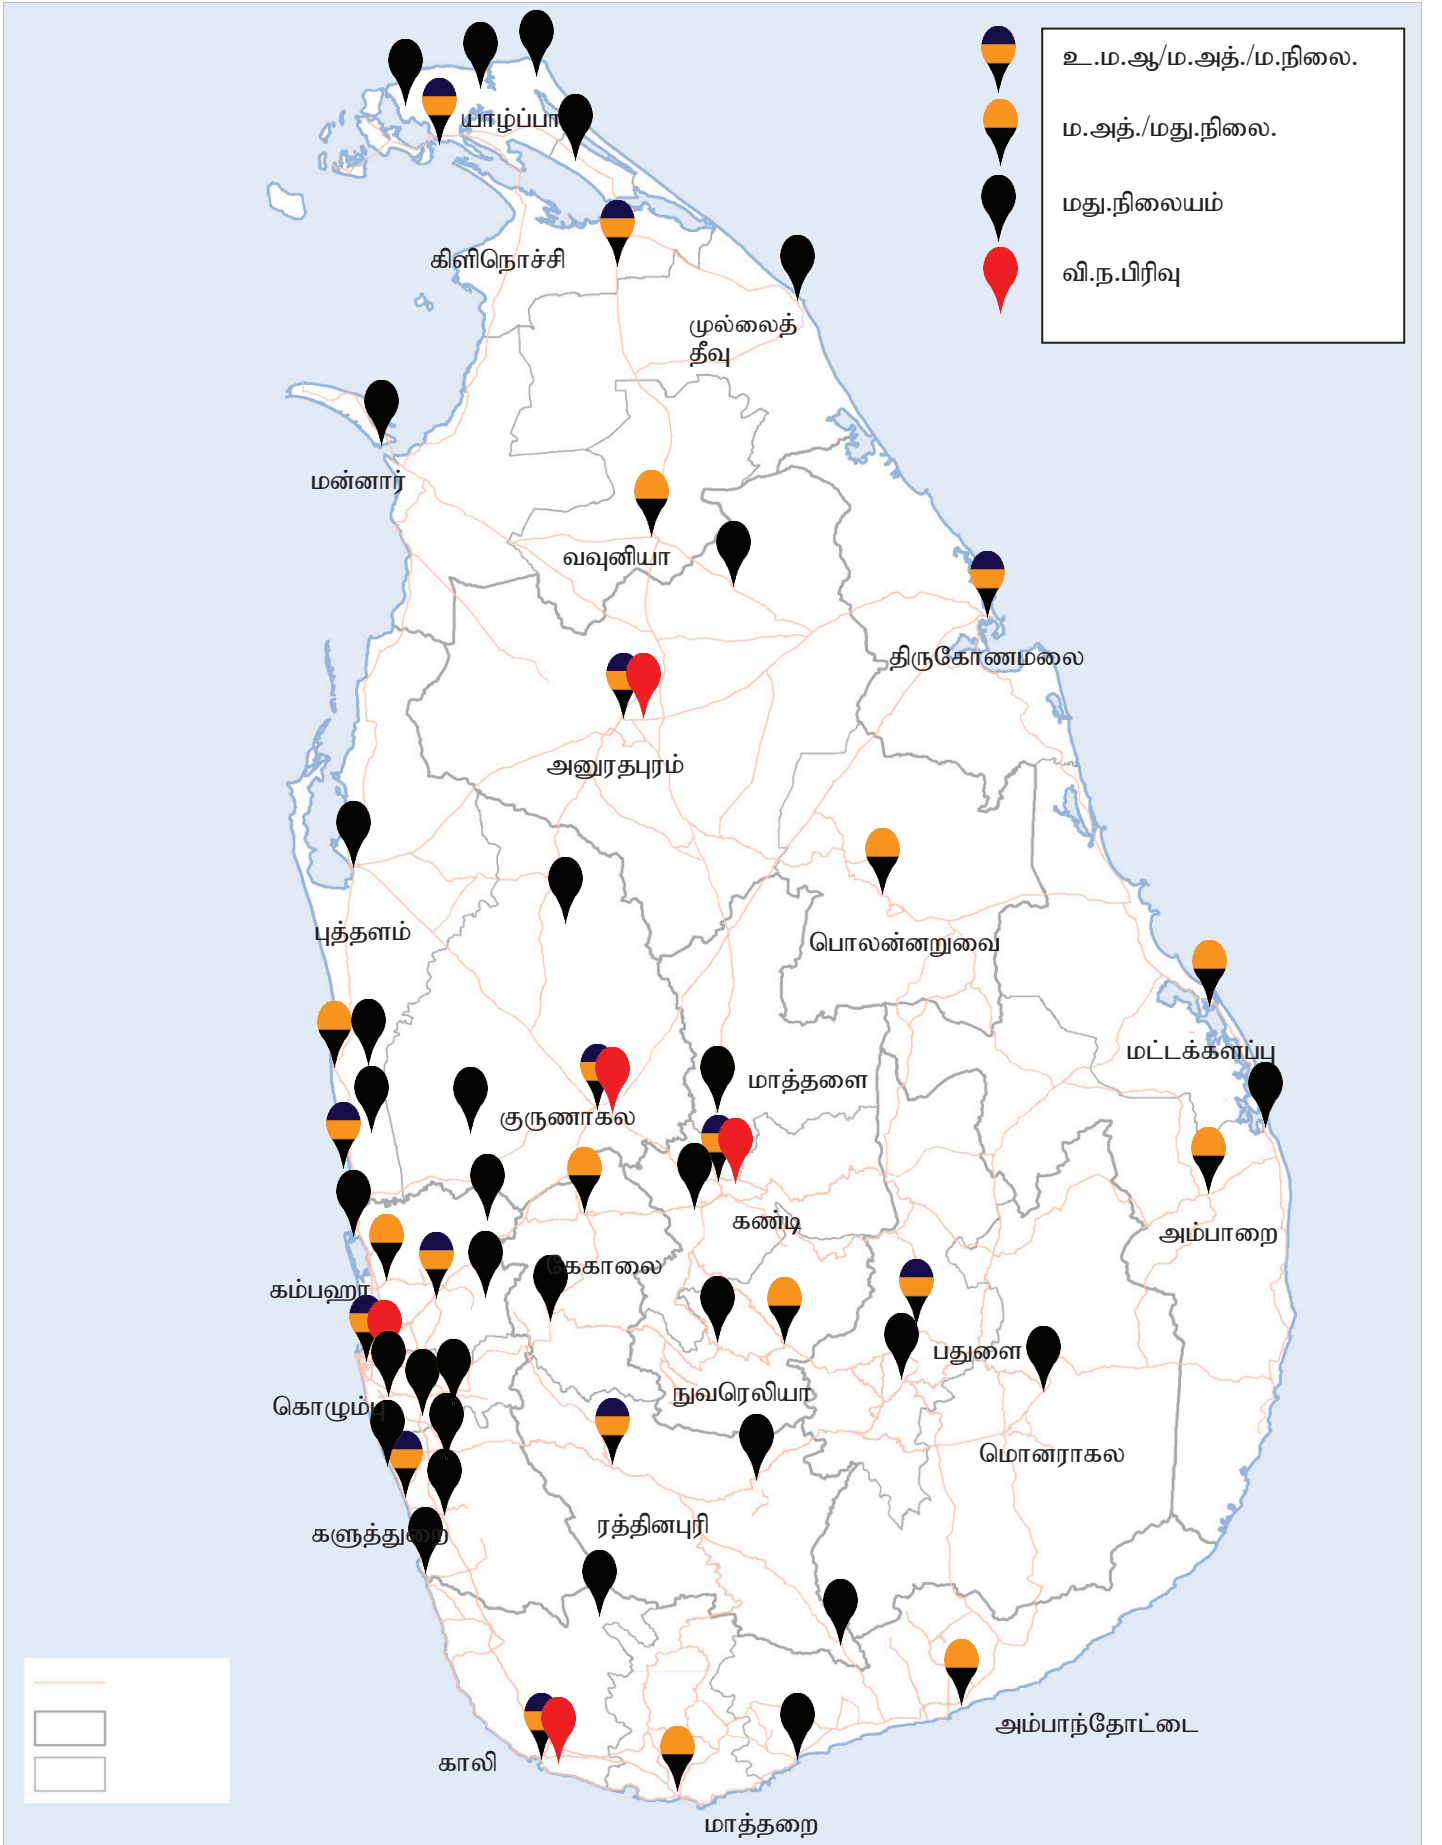 உ.ம.ஆ/ம.அத்./ம.நிலை.
ம.அத்./மது.நிலை.
மது.நிலையம்
வி.ந.பிரிவு
யாழ்ப்பா
கிளிநொச்சி
முல்லைத்
தீவு
மன்னார்
வவுனியா
திருகோணமலை
அனுரதபுரம்
புத்தளம்
பொலன்னறுவை
மட்டக்களப்பு
மாத்தளை
குருணாகல
கண்டி
அம்பாறை
கேகாலை
கம்பஹா
பதுளை
நுவரெலியா
கொழும்பு
மொனராகல
ரத்தினபுரி
களுத்துறை
அம்பாந்தோட்டை
காலி
மாத்தறை